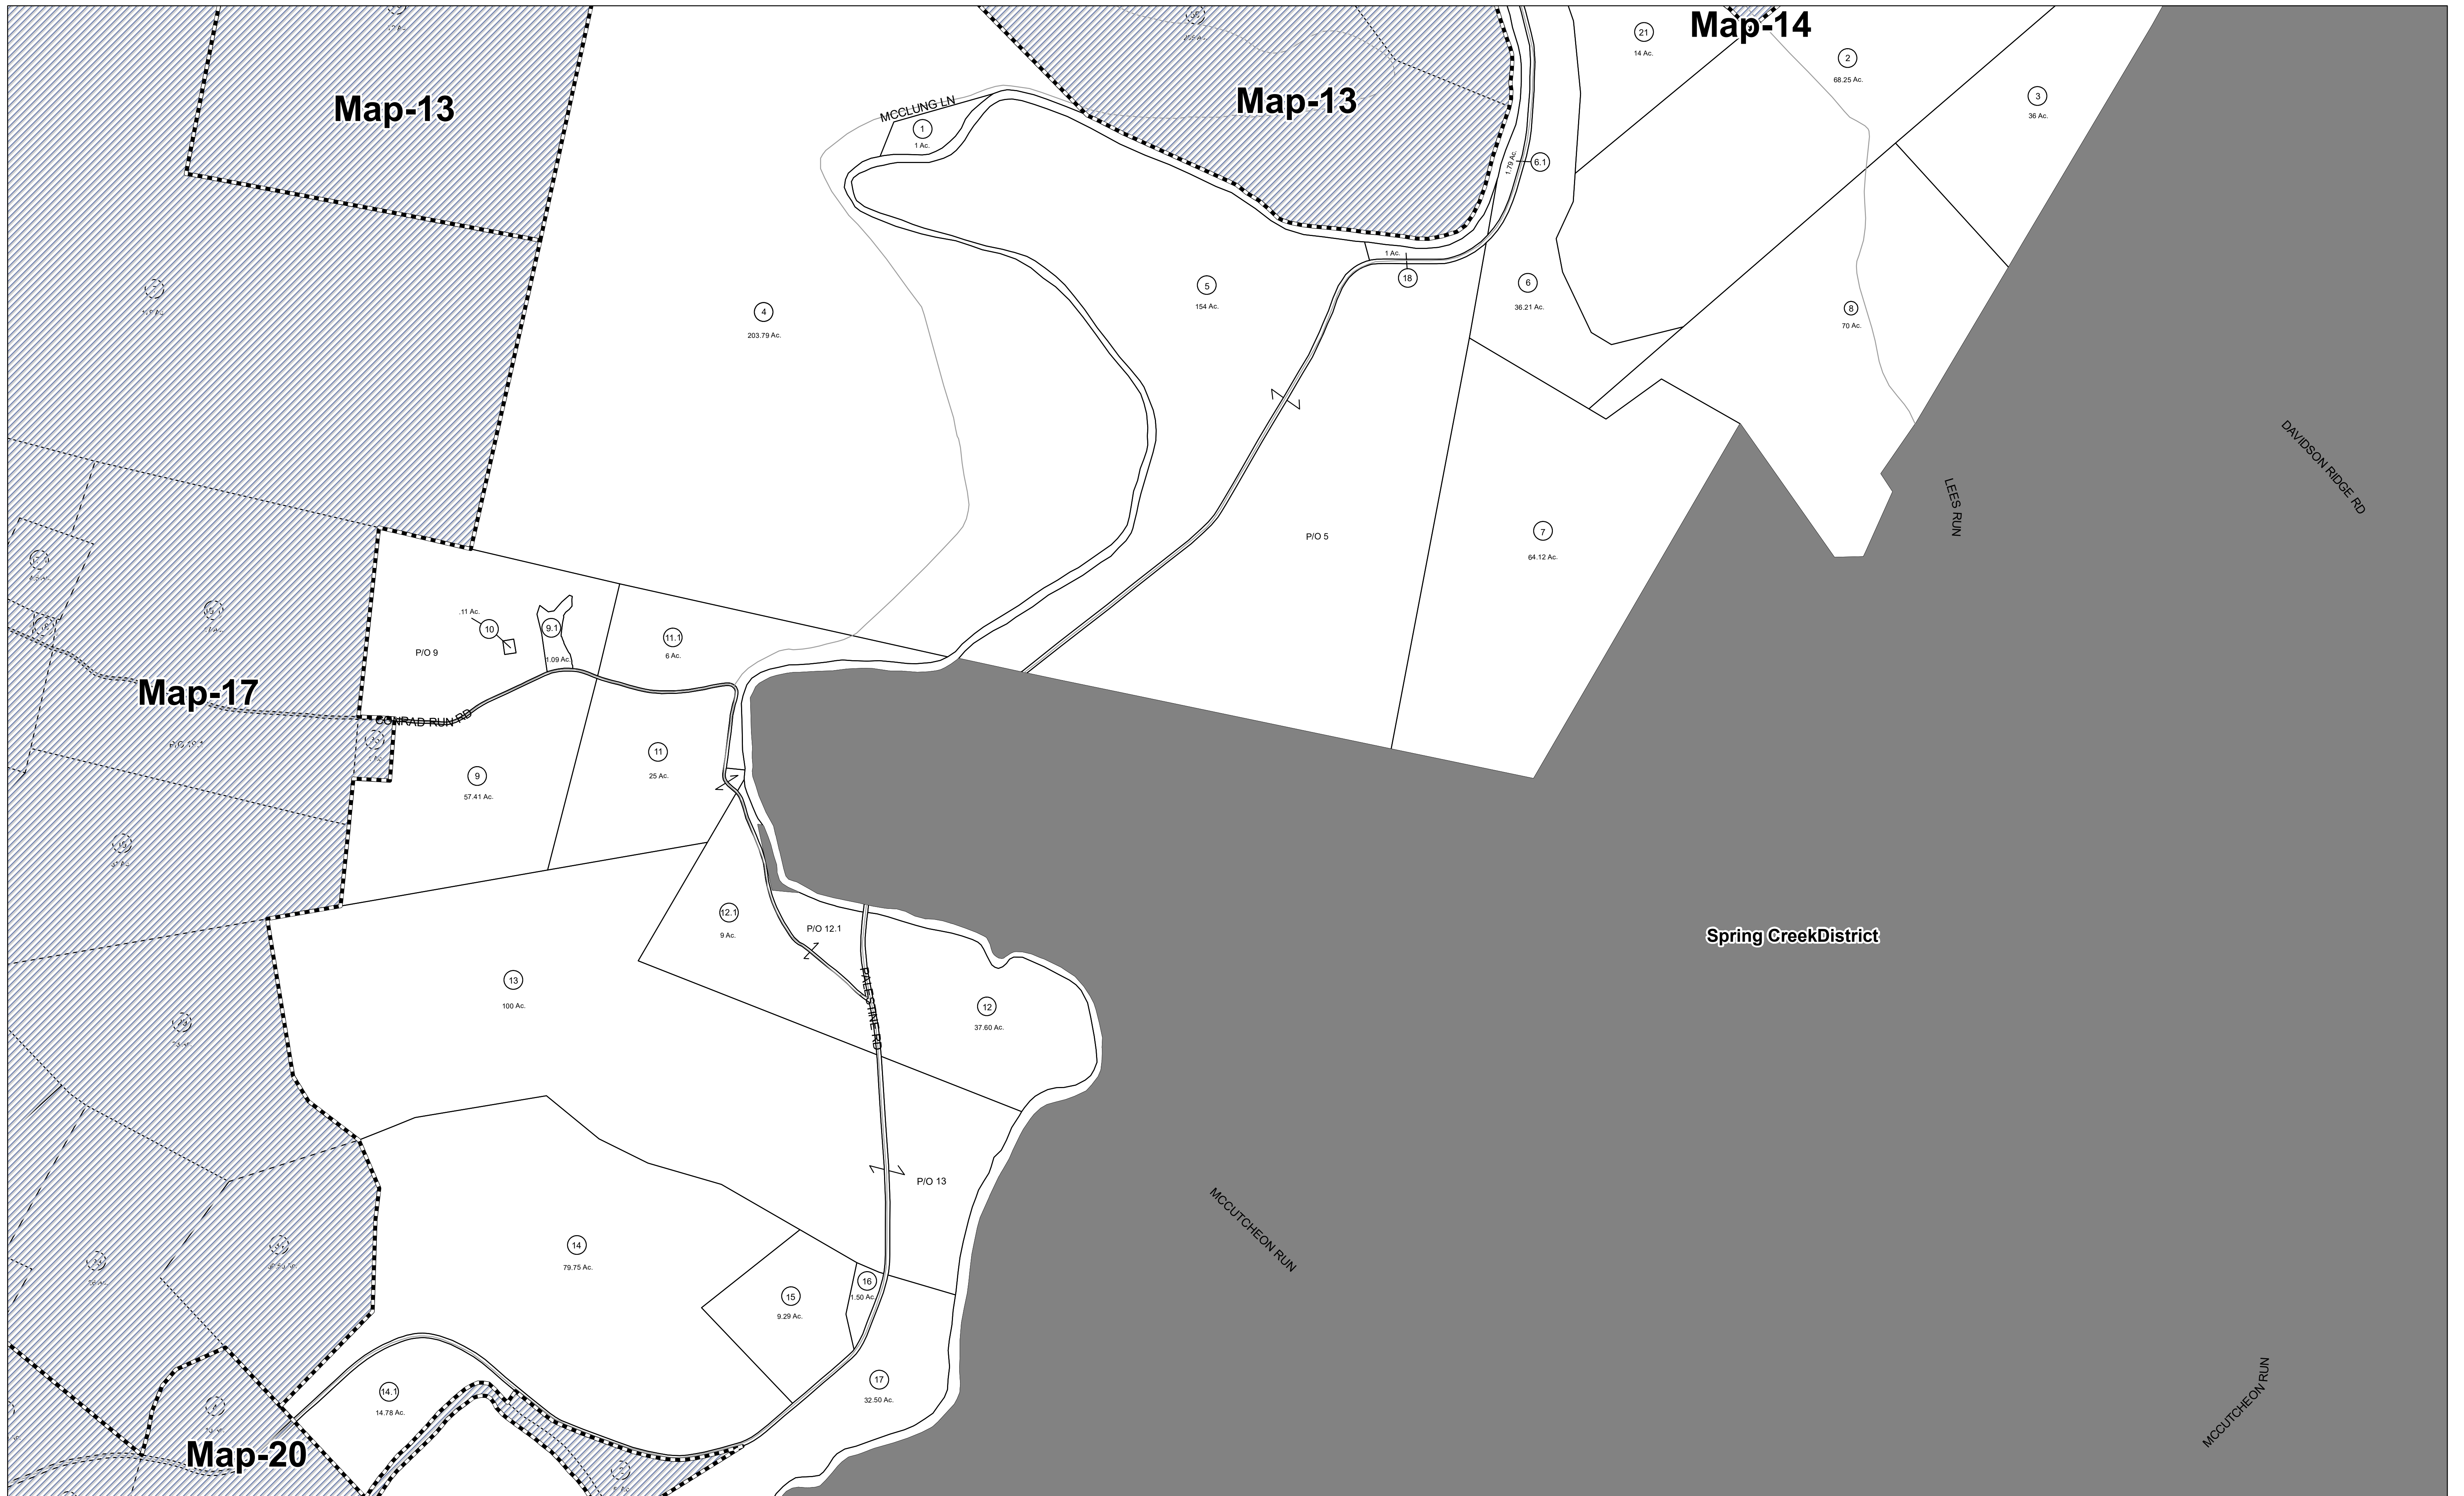 Map-14
21
14 Ac.
2
68.25 Ac.
3
36 Ac.
Map-13
Map-13
MCCLUNG LN
1
1 Ac.
1.79 Ac.
6.1
1 Ac.
18
4
203.79 Ac.
5
154 Ac.
6
36.21 Ac.
8
70 Ac.
DAVIDSON RIDGE RD
LEES RUN
P/O 5
7
64.12 Ac.
.11 Ac.
10
9.1
1.09 Ac.
P/O 9
11.1
6 Ac.
Map-17
CONRAD RUN RD
9
57.41 Ac.
11
25 Ac.
12.1
9 Ac.
P/O 12.1
Spring CreekDistrict
13
100 Ac.
PALESTINE RD
12
37.60 Ac.
P/O 13
MCCUTCHEON RUN
14
79.75 Ac.
15
9.29 Ac.
16
1.50 Ac.
17
32.50 Ac.
14.1
14.78 Ac.
MCCUTCHEON RUN
Map-20